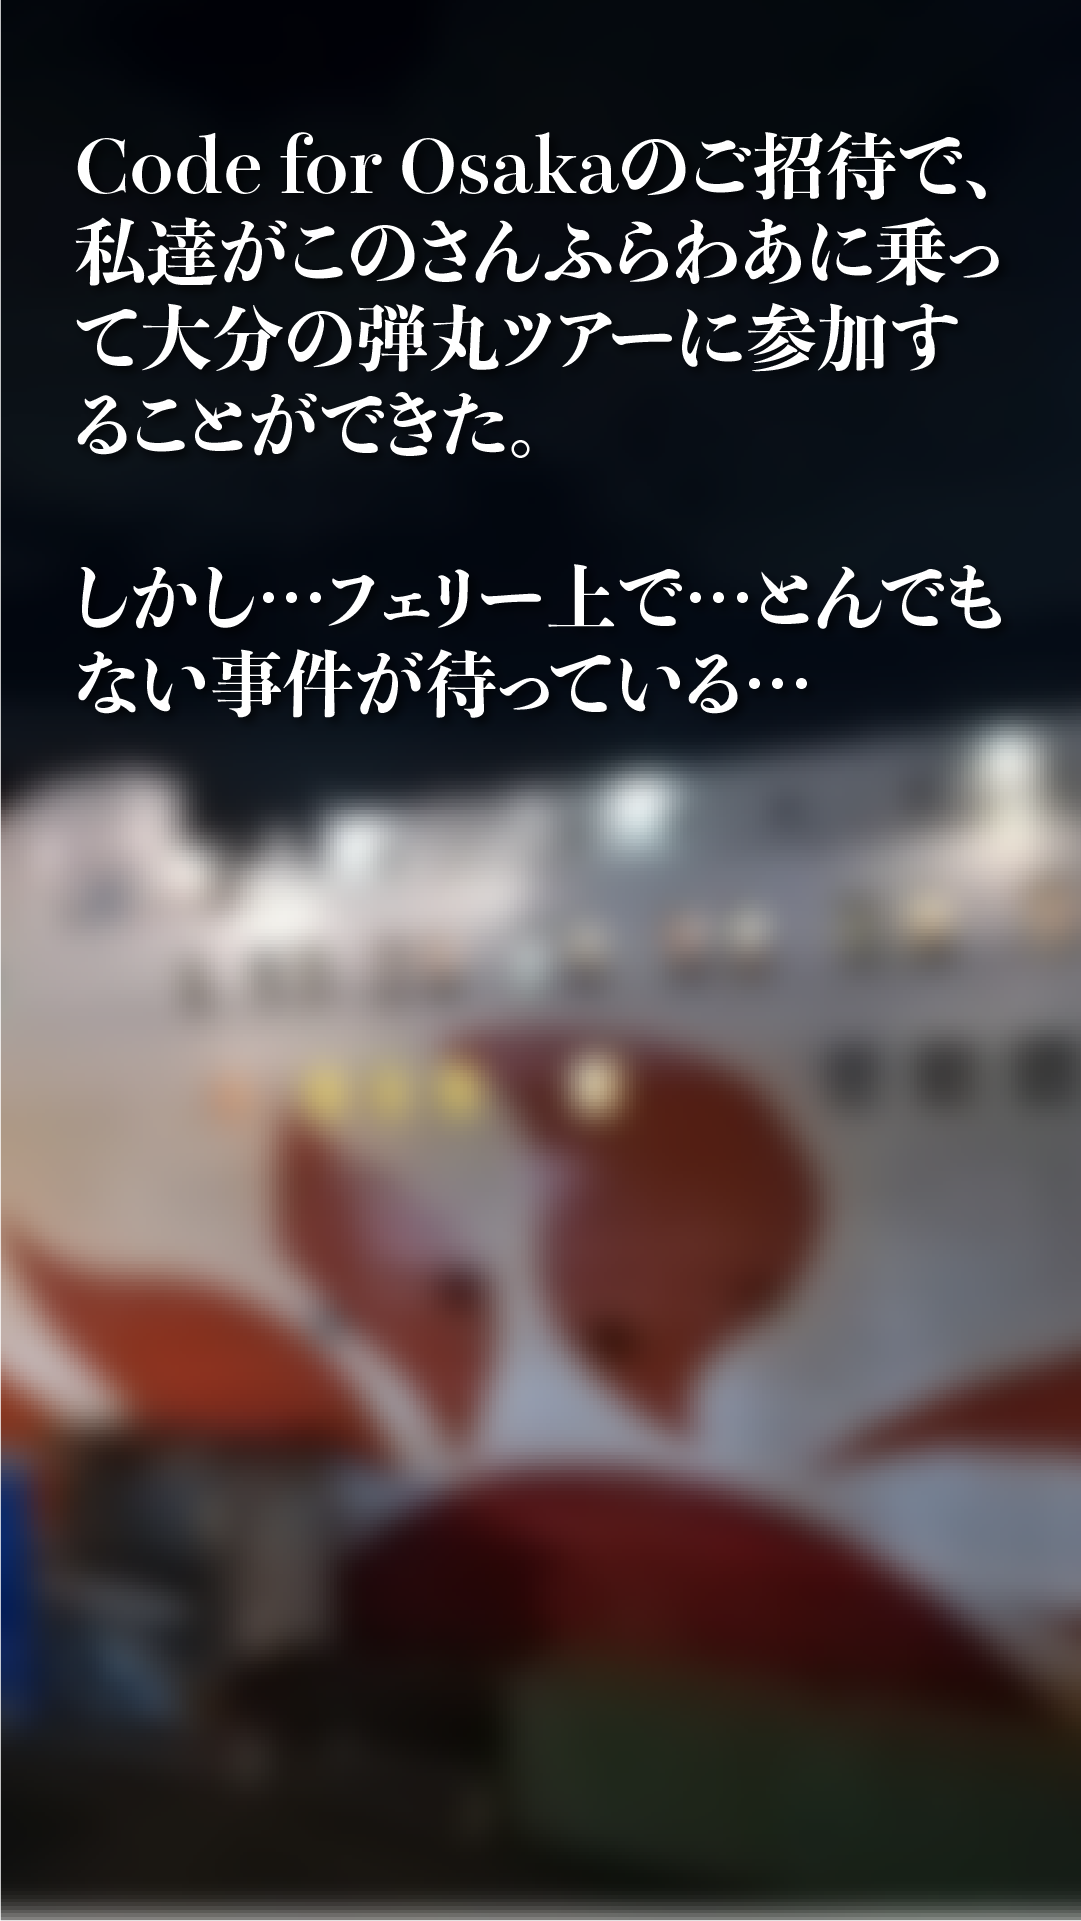 Code for Osakaのご招待で、
私達がこのさんふらわあに乗っ
て大分の弾丸ツアーに参加す
ることができた。
しかし…フェリー上で…とんでも
ない事件が待っている…